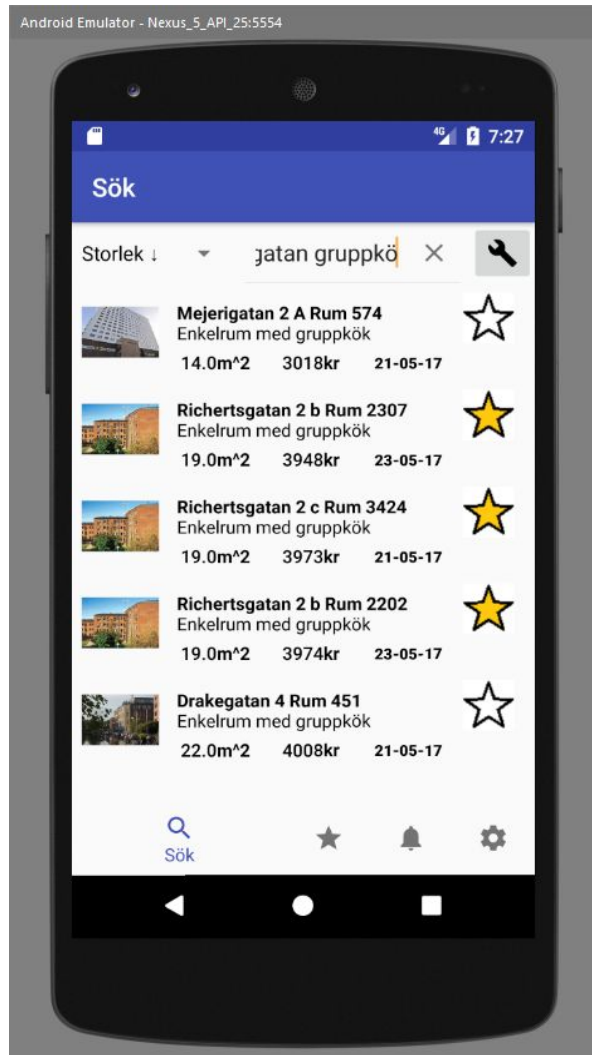 Android Emulator - Nexus_5_API_25:5554
4G 7:27
Sök
Storlek ↓ gatan gruppkö
Mejerigatan 2 A Rum 574
Enkelrum med gruppkök
14.0m^2 3018kr 21-05-17
Richertsgatan 2 b Rum 2307
Enkelrum med gruppkök
19.0m^2 3948kr 23-05-17
Richertsgatan 2 c Rum 3424
Enkelrum med gruppkök
19.0m^2 3973kr 21-05-17
Richertsgatan 2 b Rum 2202
Enkelrum med gruppkök
19.0m^2 3974kr 23-05-17
Drakegatan 4 Rum 451
Enkelrum med gruppkök
22.0m^2 4008kr 21-05-17
Sök